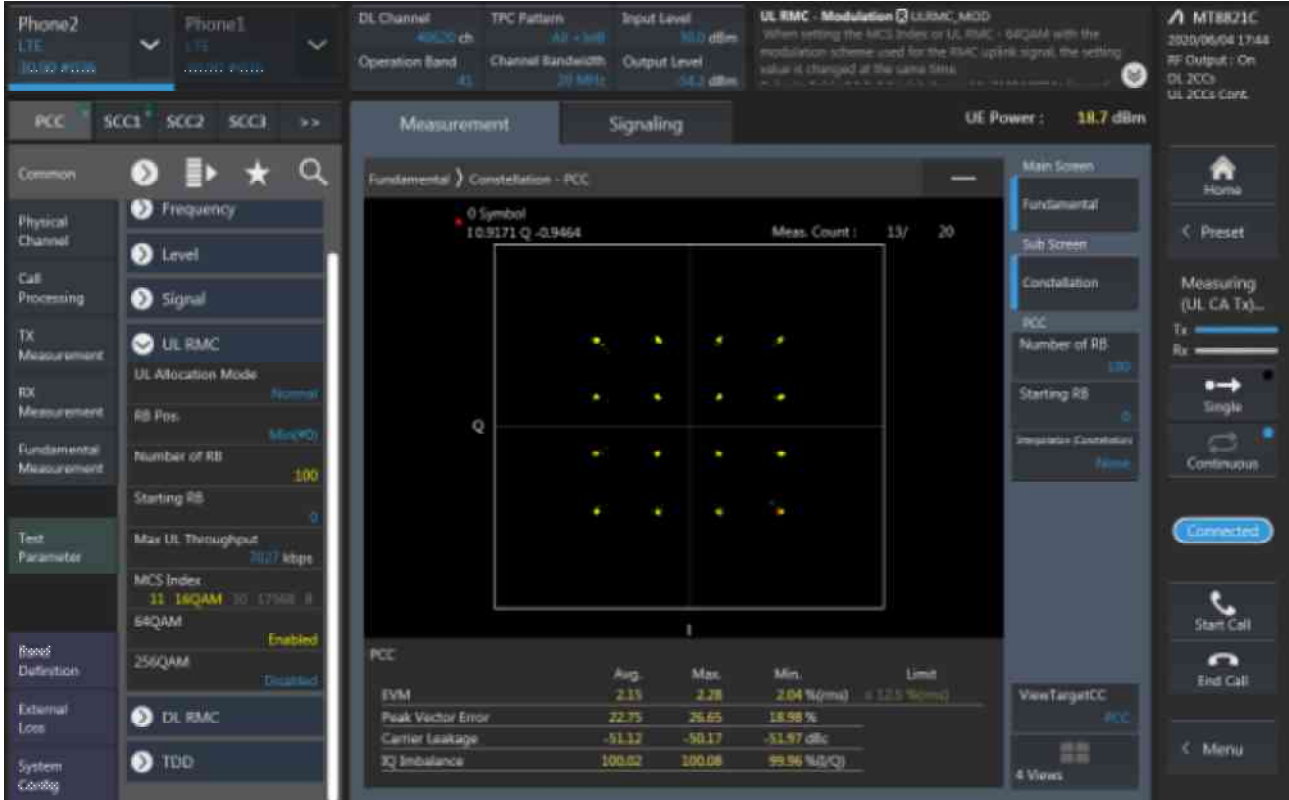 Phone2
LTE
Phone1
LTE
DL Channel
40620 ch
Operation Band
41
TPC Pattern
All +3dB
Channel Bandwidth
20 MHz
Input Level
30.0 dBm
Output Level
dBm
UL RMC - Modulation ULRMC_MOD
When setting the MCS Index or UL RMC - 64QAM with the
modulation scheme used for the RMC uplink signal, the setting
value is changed at the same time.
MT8821C
2020/06/04 17:44
RF Output : On
DL 2CCs
UL 2CCs Cont.
PCC SCC1 SCC2 SCC3 >>
Measurement Signaling
UE Power : 18.7 dBm
Common
Physical
Channel
Call
Processing
TX
Measurement
RX
Measurement
Fundamental
Measurement
Test
Parameter
Band
Definition
External
Loss
System
Config
Frequency
Level
Signal
UL RMC
UL Allocation Mode
Normal
RB Pos.
Min(#0)
Number of RB
100
Starting RB
0
Max UL Throughput
kbps
MCS Index
11 16QAM
64QAM
Enabled
256QAM
Disabled
DL RMC
TDD
Fundamental ⟩ Constellation - PCC
0 Symbol
I 0.9171 Q -0.9464
Meas. Count : 13/ 20
Q
I
PCC
Avg. Max. Min. Limit
EVM 2.15 2.28 2.04 %(rms) ≤ 12.5 %(rms)
Peak Vector Error 22.75 26.65 18.98 %
Carrier Leakage -51.12 -50.17 -51.97 dBc
IQ Imbalance 100.02 100.08 99.96 %(I/Q)
Main Screen
Fundamental
Sub Screen
Constellation
PCC
Number of RB
100
Starting RB
0
None
ViewTargetCC
PCC
4 Views
Home
< Preset
Measuring
(UL CA Tx)...
Tx
Rx
Single
Continuous
Connected
Start Call
End Call
< Menu